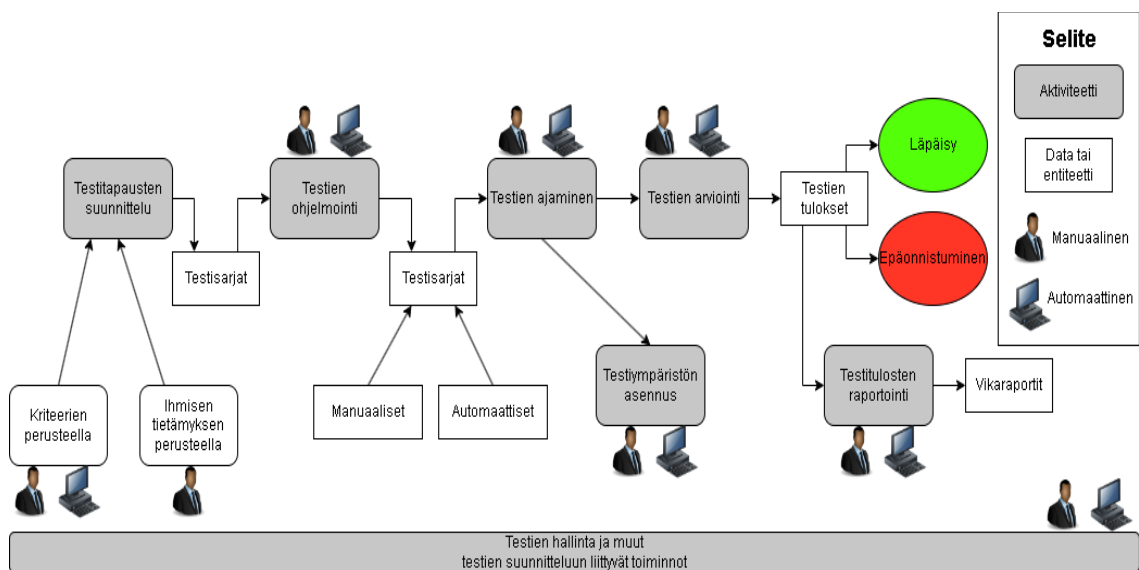 Selite
Aktiviteetti
Data tai
entiteetti
Manuaalinen
Automaattinen
Testitapausten
suunnittelu
Testisarjat
Testien
ohjelmointi
Testisarjat
Testien ajaminen
Testien arviointi
Testien
tulokset
Läpäisy
Epäonnistuminen
Kriteerien
perusteella
Ihmisen
tietämyksen
perusteella
Manuaaliset
Automaattiset
Testiympäristön
asennus
Testitulosten
raportointi
Vikaraportit
Testien hallinta ja muut
testien suunnitteluun liittyvät toiminnot